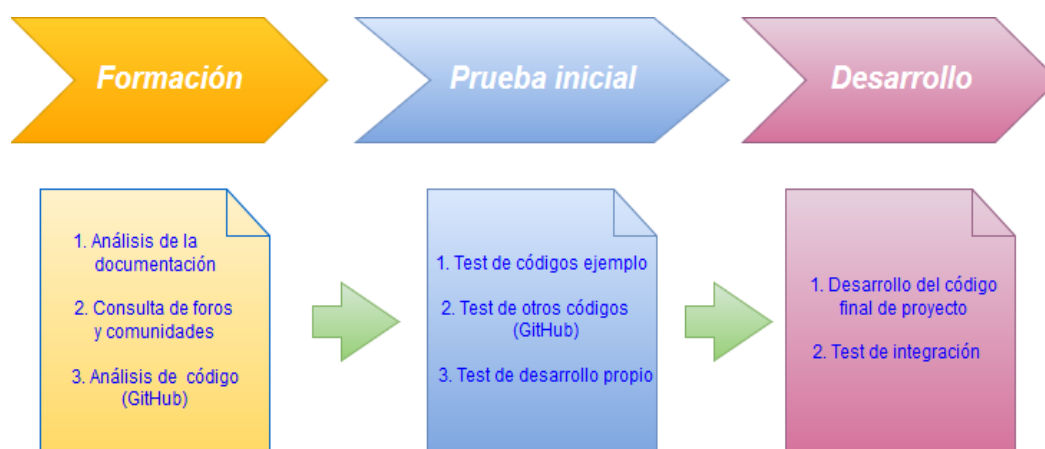 Formación
Prueba inicial
Desarrollo
1. Análisis de la
documentación
2. Consulta de foros
y comunidades
3. Análisis de código
(GitHub)
1. Test de códigos ejemplo
2. Test de otros códigos
(GitHub)
3. Test de desarrollo propio
1. Desarrollo del código
final de proyecto
2. Test de integración